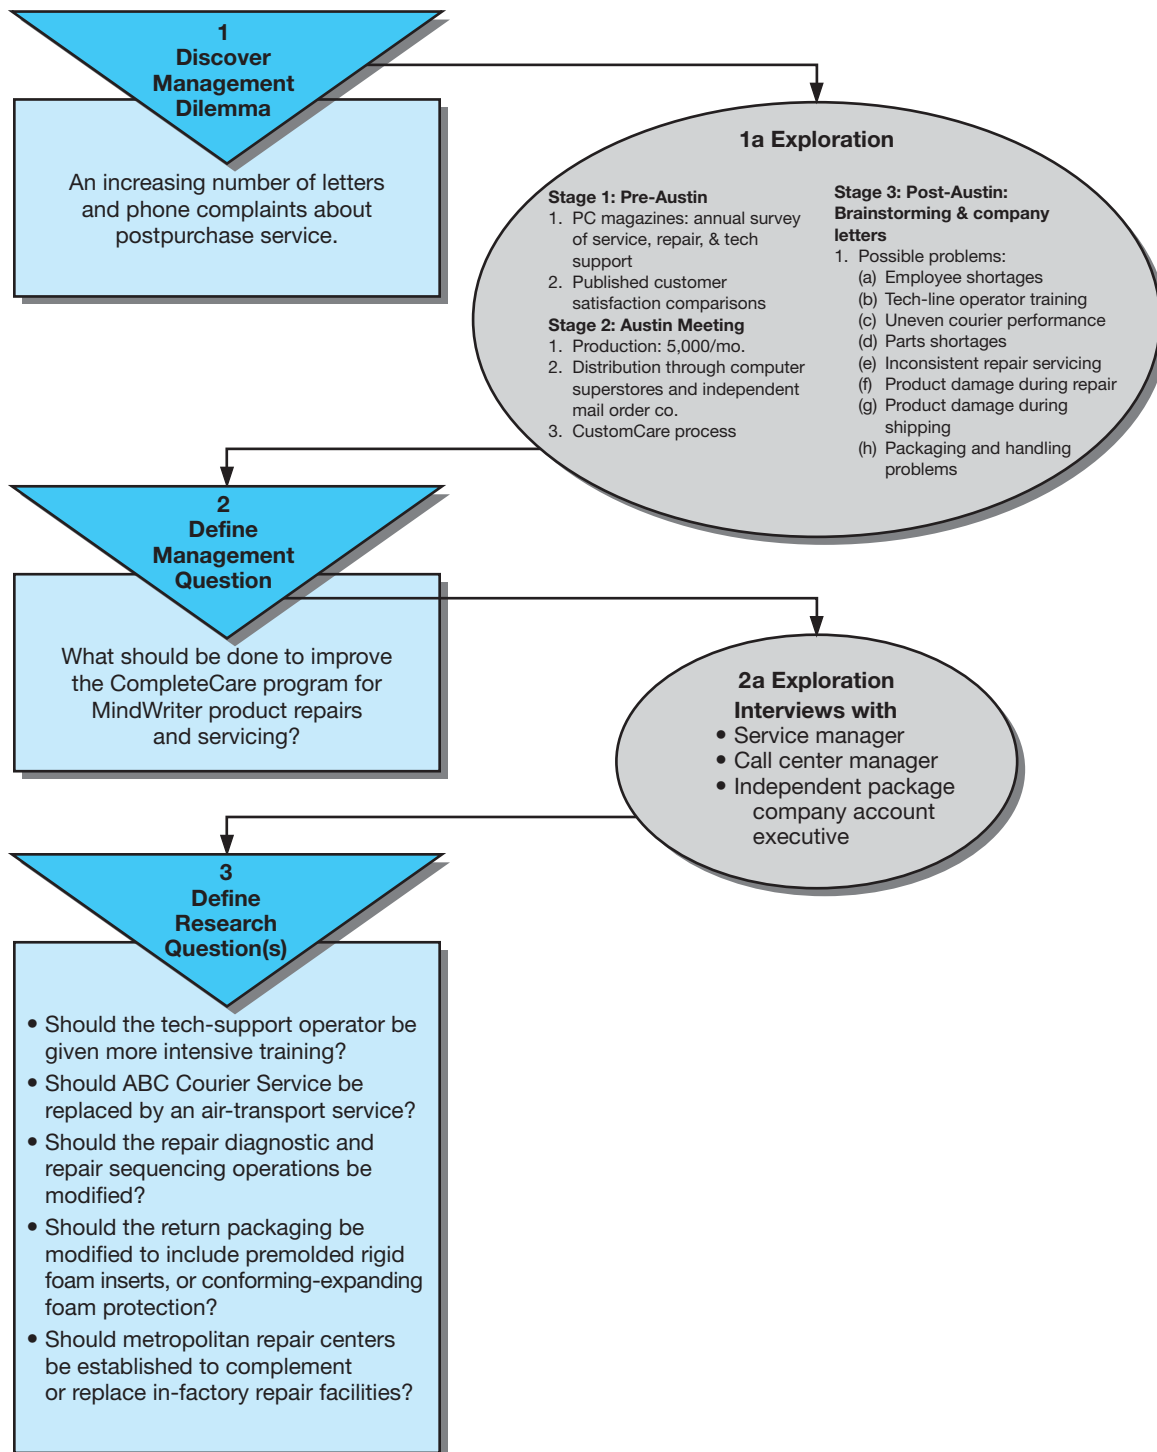 1
Discover
Management
Dilemma
An increasing number of letters
and phone complaints about
postpurchase service.
1a Exploration
Stage 1: Pre-Austin
1. PC magazines: annual survey
of service, repair, & tech
support
2. Published customer
satisfaction comparisons
Stage 2: Austin Meeting
1. Production: 5,000/mo.
2. Distribution through computer
superstores and independent
mail order co.
3. CustomCare process
Stage 3: Post-Austin:
Brainstorming & company
letters
1. Possible problems:
(a) Employee shortages
(b) Tech-line operator training
(c) Uneven courier performance
(d) Parts shortages
(e) Inconsistent repair servicing
(f) Product damage during repair
(g) Product damage during
shipping
(h) Packaging and handling
problems
2
Define
Management
Question
What should be done to improve
the CompleteCare program for
MindWriter product repairs
and servicing?
2a Exploration
Interviews with
• Service manager
• Call center manager
• Independent package
company account
executive
3
Define
Research
Question(s)
• Should the tech-support operator be
given more intensive training?
• Should ABC Courier Service be
replaced by an air-transport service?
• Should the repair diagnostic and
repair sequencing operations be
modified?
• Should the return packaging be
modified to include premolded rigid
foam inserts, or conforming-expanding
foam protection?
• Should metropolitan repair centers
be established to complement
or replace in-factory repair facilities?